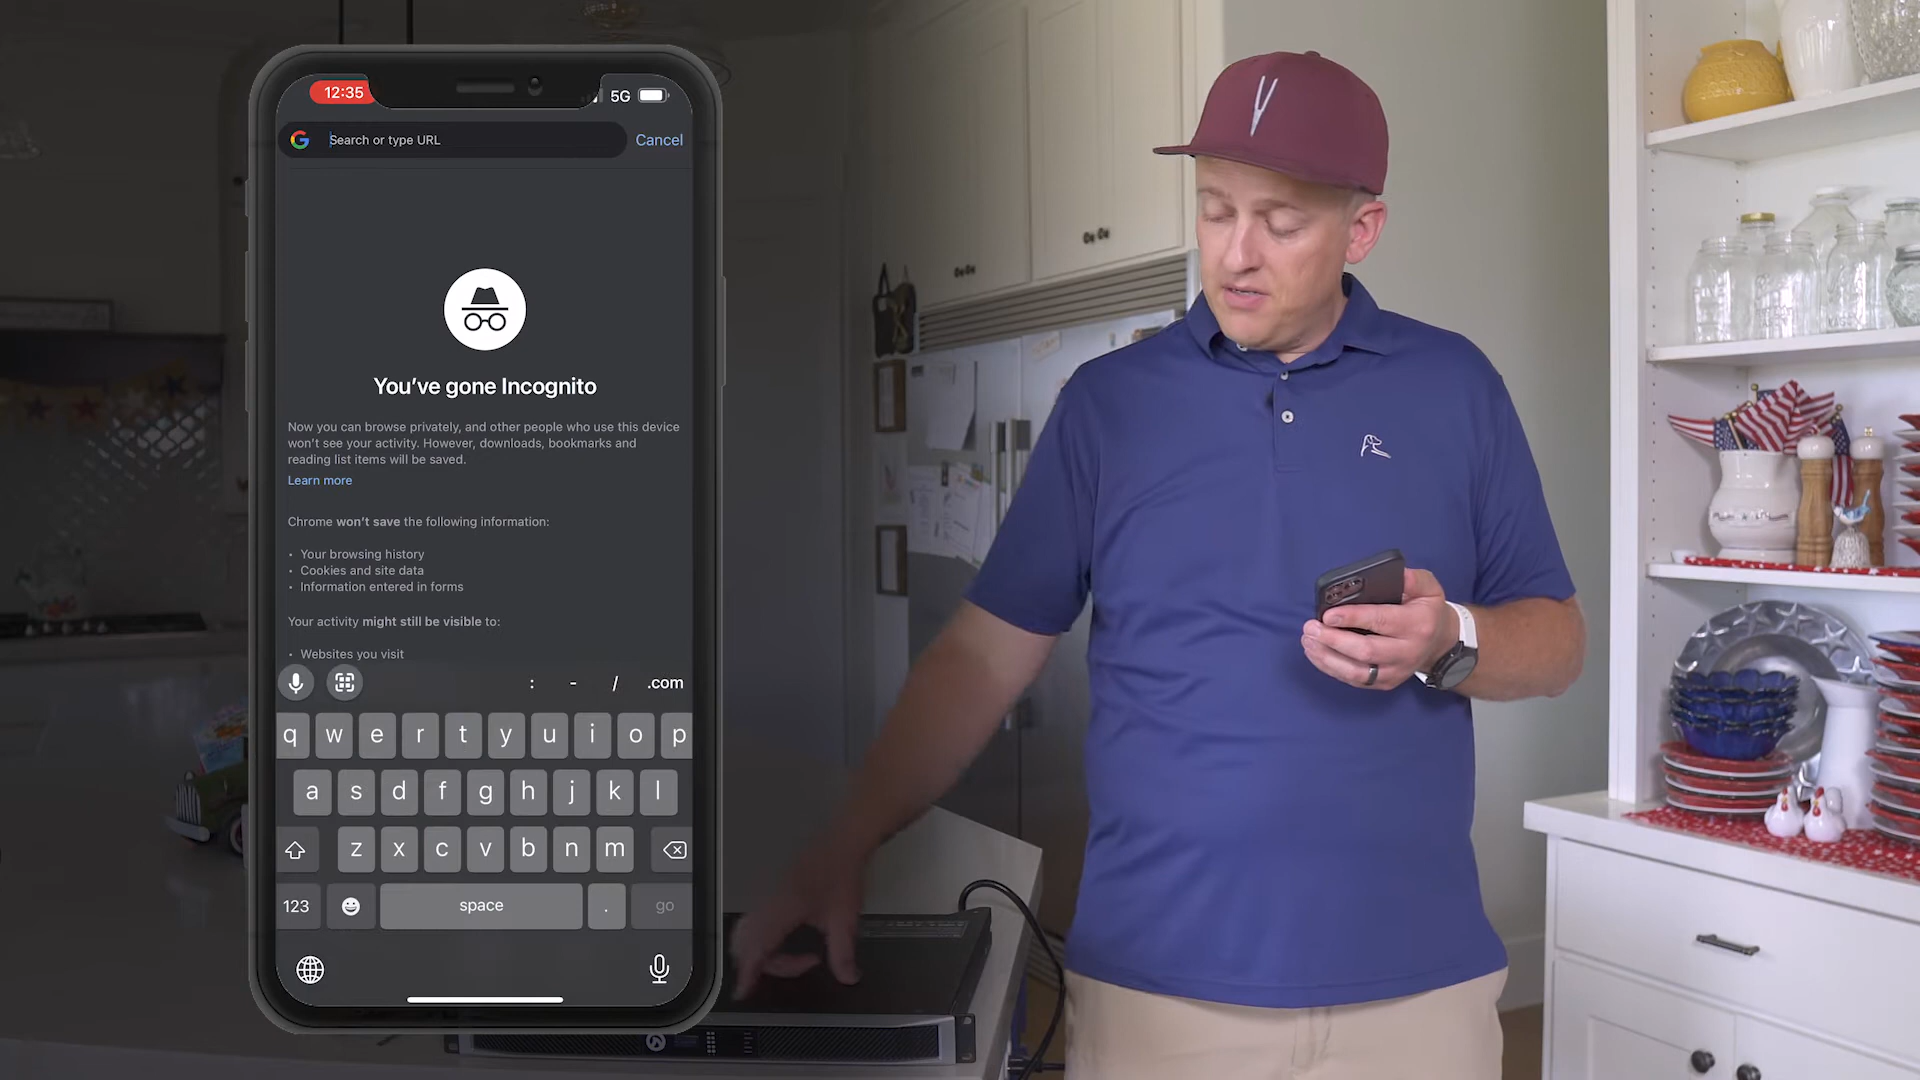 12:35
5G
Search or type URL
Cancel
You've gone Incognito
Now you can browse privately, and other people who use this device
won't see your activity. However, downloads, bookmarks and
reading list items will be saved.
Learn more
Chrome won't save the following information:
• Your browsing history
• Cookies and site data
• Information entered in forms
Your activity might still be visible to:
• Websites you visit
: - / .com
q w e r t y u i o p
a s d f g h j k l
z x c v b n m
123 space . go